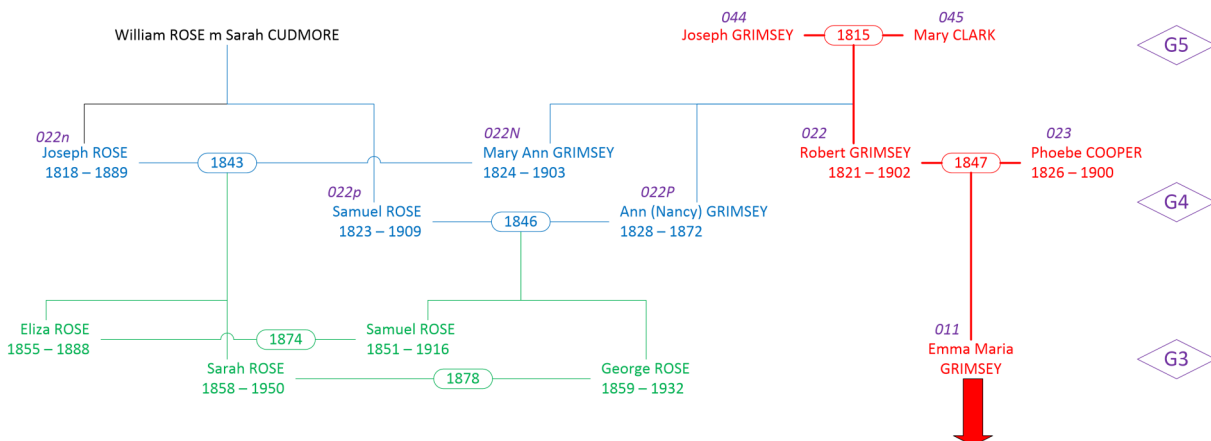 044
045
William ROSE m Sarah CUDMORE
Joseph GRIMSEY
1815
Mary CLARK
G5
022n
022N
022
023
Joseph ROSE
1818 – 1889
1843
Mary Ann GRIMSEY
1824 – 1903
Robert GRIMSEY
1821 – 1902
1847
Phoebe COOPER
1826 – 1900
022p
022P
Samuel ROSE
1823 – 1909
1846
Ann (Nancy) GRIMSEY
1828 – 1872
G4
Eliza ROSE
1855 – 1888
1874
Samuel ROSE
1851 – 1916
011
Emma Maria
GRIMSEY
Sarah ROSE
1858 – 1950
1878
George ROSE
1859 – 1932
G3